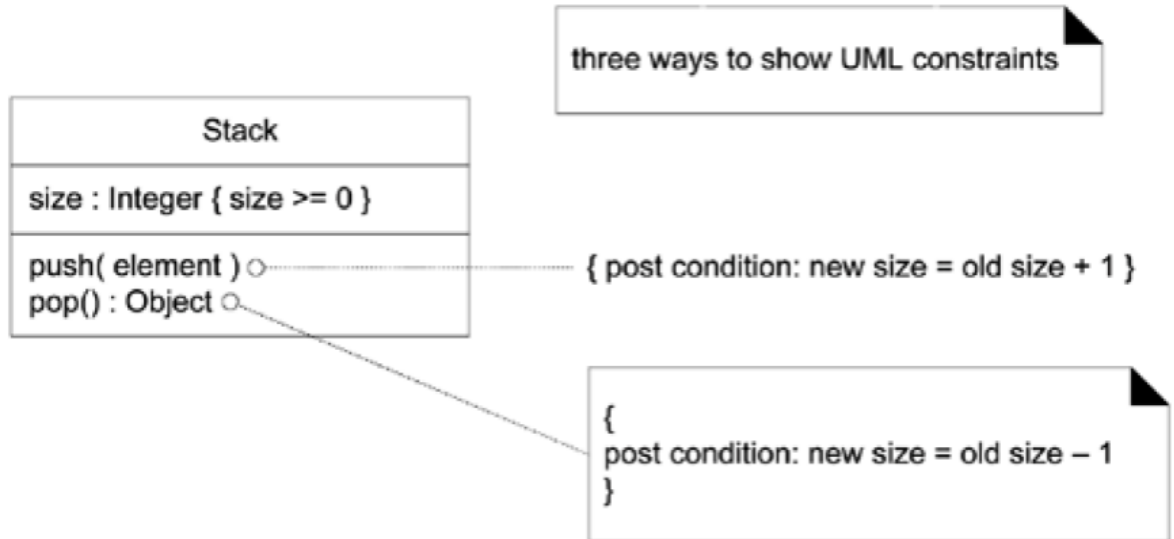 three ways to show UML constraints
Stack
size : Integer { size >= 0 }
push( element )
{ post condition: new size = old size + 1 }
pop() : Object
{
post condition: new size = old size – 1
}